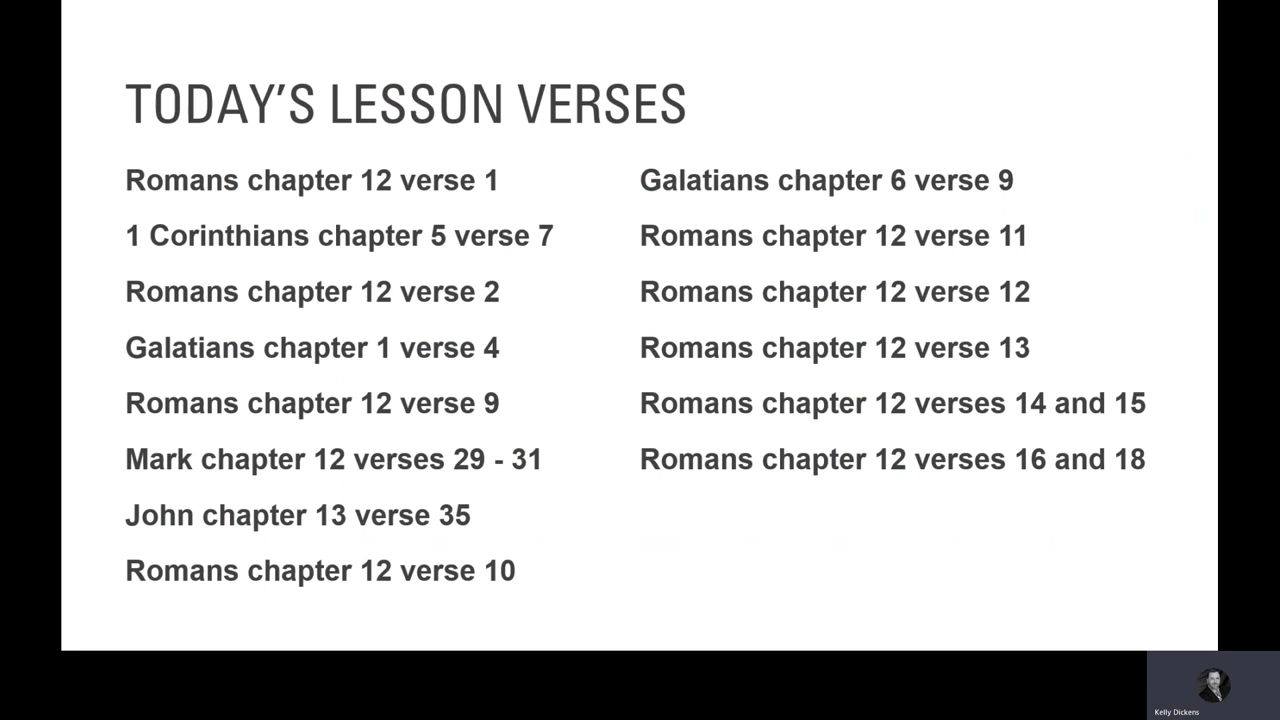 TODAY'S LESSON VERSES
Romans chapter 12 verse 1
1 Corinthians chapter 5 verse 7
Romans chapter 12 verse 2
Galatians chapter 1 verse 4
Romans chapter 12 verse 9
Mark chapter 12 verses 29 - 31
John chapter 13 verse 35
Romans chapter 12 verse 10
Galatians chapter 6 verse 9
Romans chapter 12 verse 11
Romans chapter 12 verse 12
Romans chapter 12 verse 13
Romans chapter 12 verses 14 and 15
Romans chapter 12 verses 16 and 18
Kelly Dickens